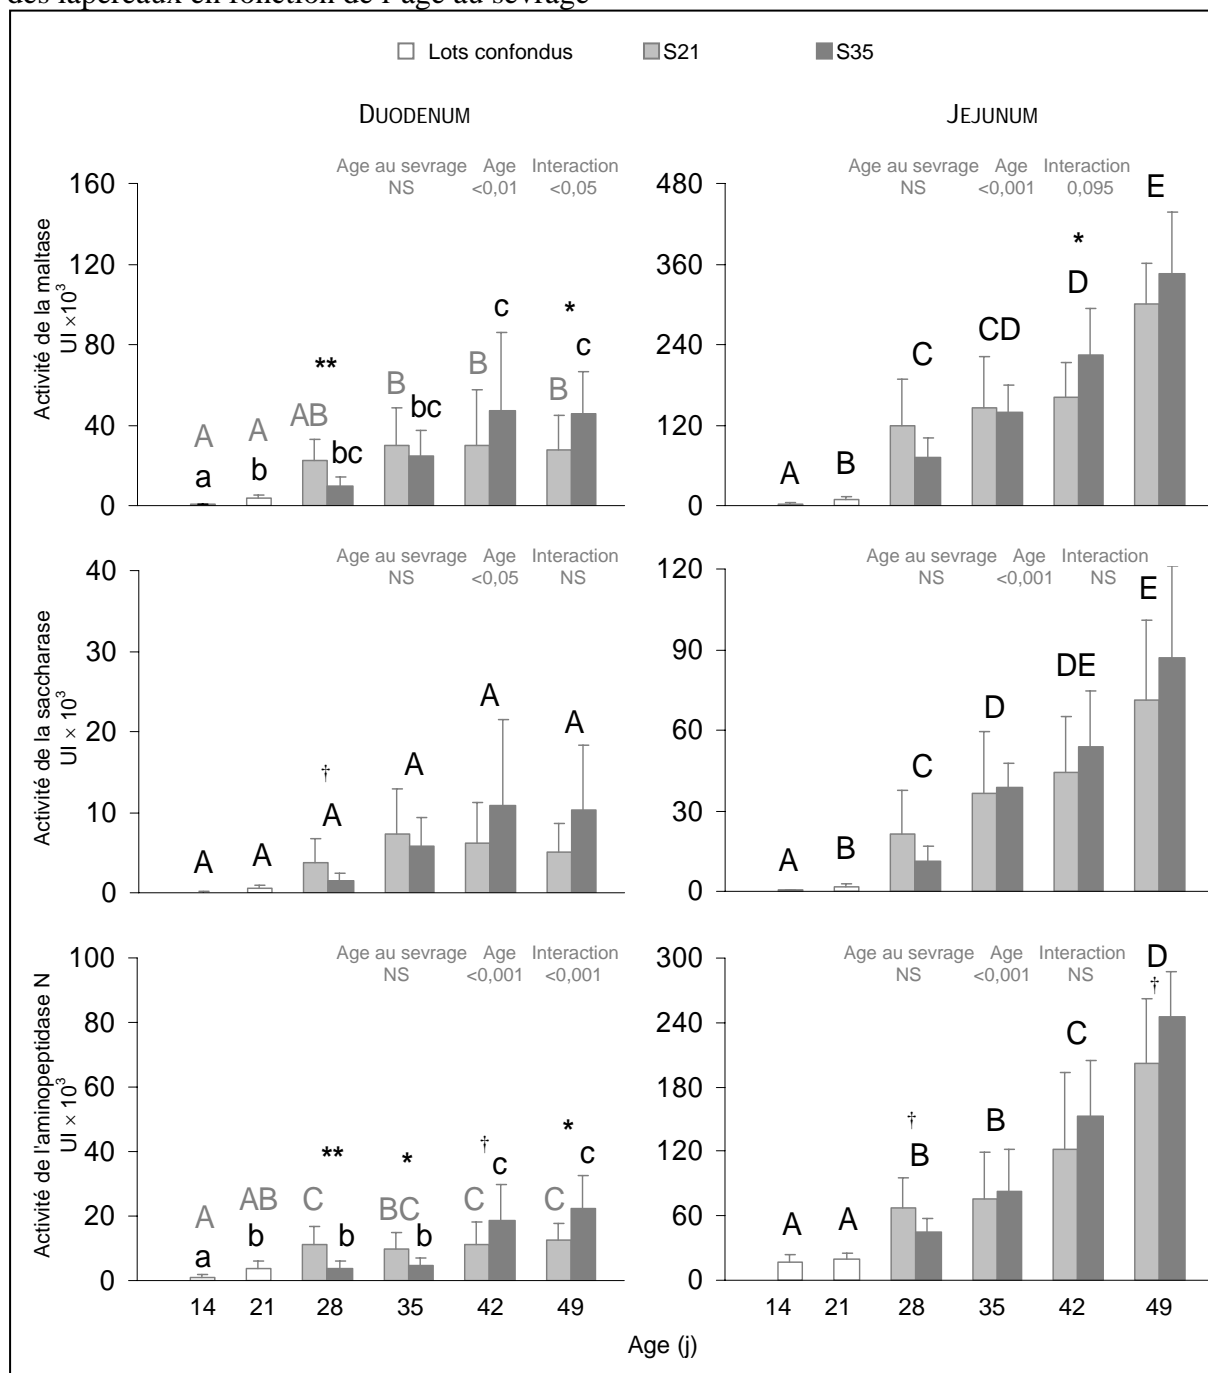 des lapereaux en fonction de l'âge au sevrage
Lots confondus S21 S35
DUODENUM JEJUNUM
Age au sevrage Age Interaction
NS <0,01 <0,05
Age au sevrage Age Interaction
NS <0,001 0,095
Activité de la maltase
UI ×10³
160
120
80
40
0
A A AB B B B
a b bc bc c c
** *
480
360
240
120
0
A B C CD D E
*
Age au sevrage Age Interaction
NS <0,05 NS
Age au sevrage Age Interaction
NS <0,001 NS
Activité de la saccharase
UI × 10³
40
30
20
10
0
A A A A A A
†
120
90
60
30
0
A B C D DE E
Age au sevrage Age Interaction
NS <0,001 <0,001
Age au sevrage Age Interaction
NS <0,001 NS
Activité de l'aminopeptidase N
UI × 10³
100
80
60
40
20
0
A AB C BC C C
a b b b c c
** * † *
300
240
180
120
60
0
A A B B C D
† †
14 21 28 35 42 49
14 21 28 35 42 49
Age (j)